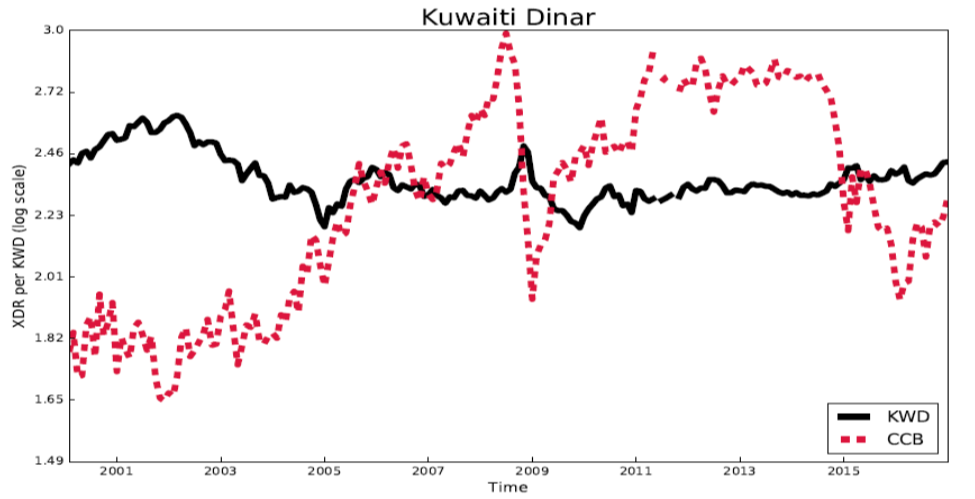 Kuwaiti Dinar
XDR per KWD (log scale)
3.0
2.72
2.46
2.23
2.01
1.82
1.65
1.49
2001 2003 2005 2007 2009 2011 2013 2015
Time
KWD
CCB